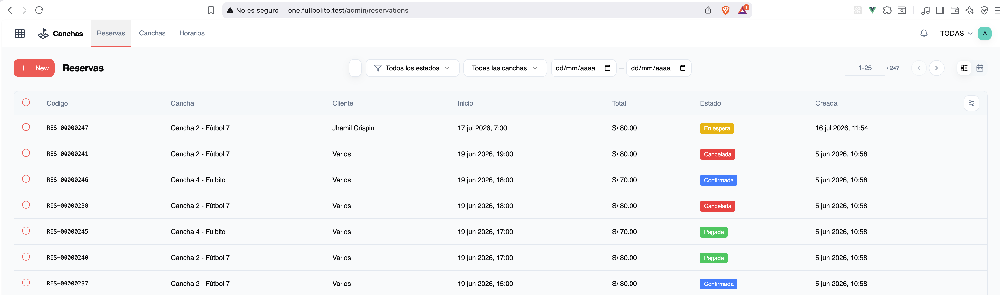 No es seguro one.fullbolito.test/admin/reservations 1
Canchas Reservas Canchas Horarios TODAS A
+ New Reservas Todos los estados Todas las canchas dd/mm/aaaa – dd/mm/aaaa 1-25 / 247
Código Cancha Cliente Inicio Total Estado Creada
RES-00000247 Cancha 2 - Fútbol 7 Jhamil Crispin 17 jul 2026, 7:00 S/ 80.00 En espera 16 jul 2026, 11:54
RES-00000241 Cancha 2 - Fútbol 7 Varios 19 jun 2026, 19:00 S/ 80.00 Cancelada 5 jun 2026, 10:58
RES-00000246 Cancha 4 - Fulbito Varios 19 jun 2026, 18:00 S/ 70.00 Confirmada 5 jun 2026, 10:58
RES-00000238 Cancha 2 - Fútbol 7 Varios 19 jun 2026, 18:00 S/ 80.00 Cancelada 5 jun 2026, 10:58
RES-00000245 Cancha 4 - Fulbito Varios 19 jun 2026, 17:00 S/ 70.00 Pagada 5 jun 2026, 10:58
RES-00000240 Cancha 2 - Fútbol 7 Varios 19 jun 2026, 17:00 S/ 80.00 Pagada 5 jun 2026, 10:58
RES-00000237 Cancha 2 - Fútbol 7 Varios 19 jun 2026, 15:00 S/ 80.00 Confirmada 5 jun 2026, 10:58